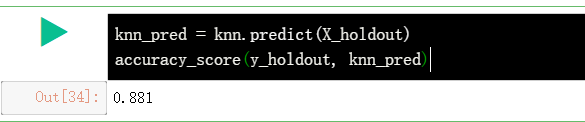 knn_pred = knn.predict(X_holdout)
accuracy_score(y_holdout, knn_pred)
Out[34]: 0.881